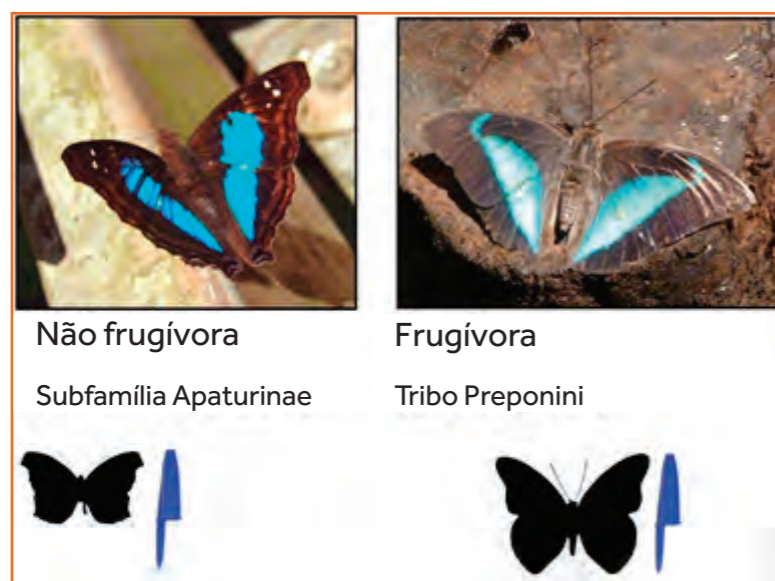 Não frugívora
Frugívora
Subfamília Apaturinae
Tribo Preponini